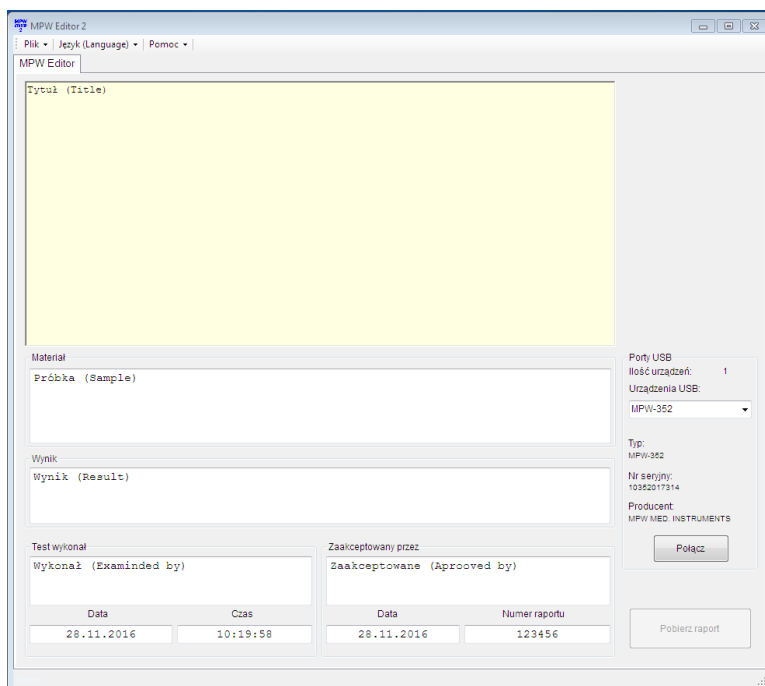 MPW Editor 2
Plik Język (Language) Pomoc
MPW Editor
Tytuł (Title)
Materiał
Próbka (Sample)
Wynik
Wynik (Result)
Test wykonał
Wykonał (Examinded by)
Data Czas
28.11.2016 10:19:58
Zaakceptowany przez
Zaakceptowane (Aprooved by)
Data Numer raportu
28.11.2016 123456
Porty USB
Ilość urządzeń: 1
Urządzenia USB:
MPW-352
Typ:
MPW-352
Nr seryjny:
10352017314
Producent:
MPW MED. INSTRUMENTS
Połącz
Pobierz raport